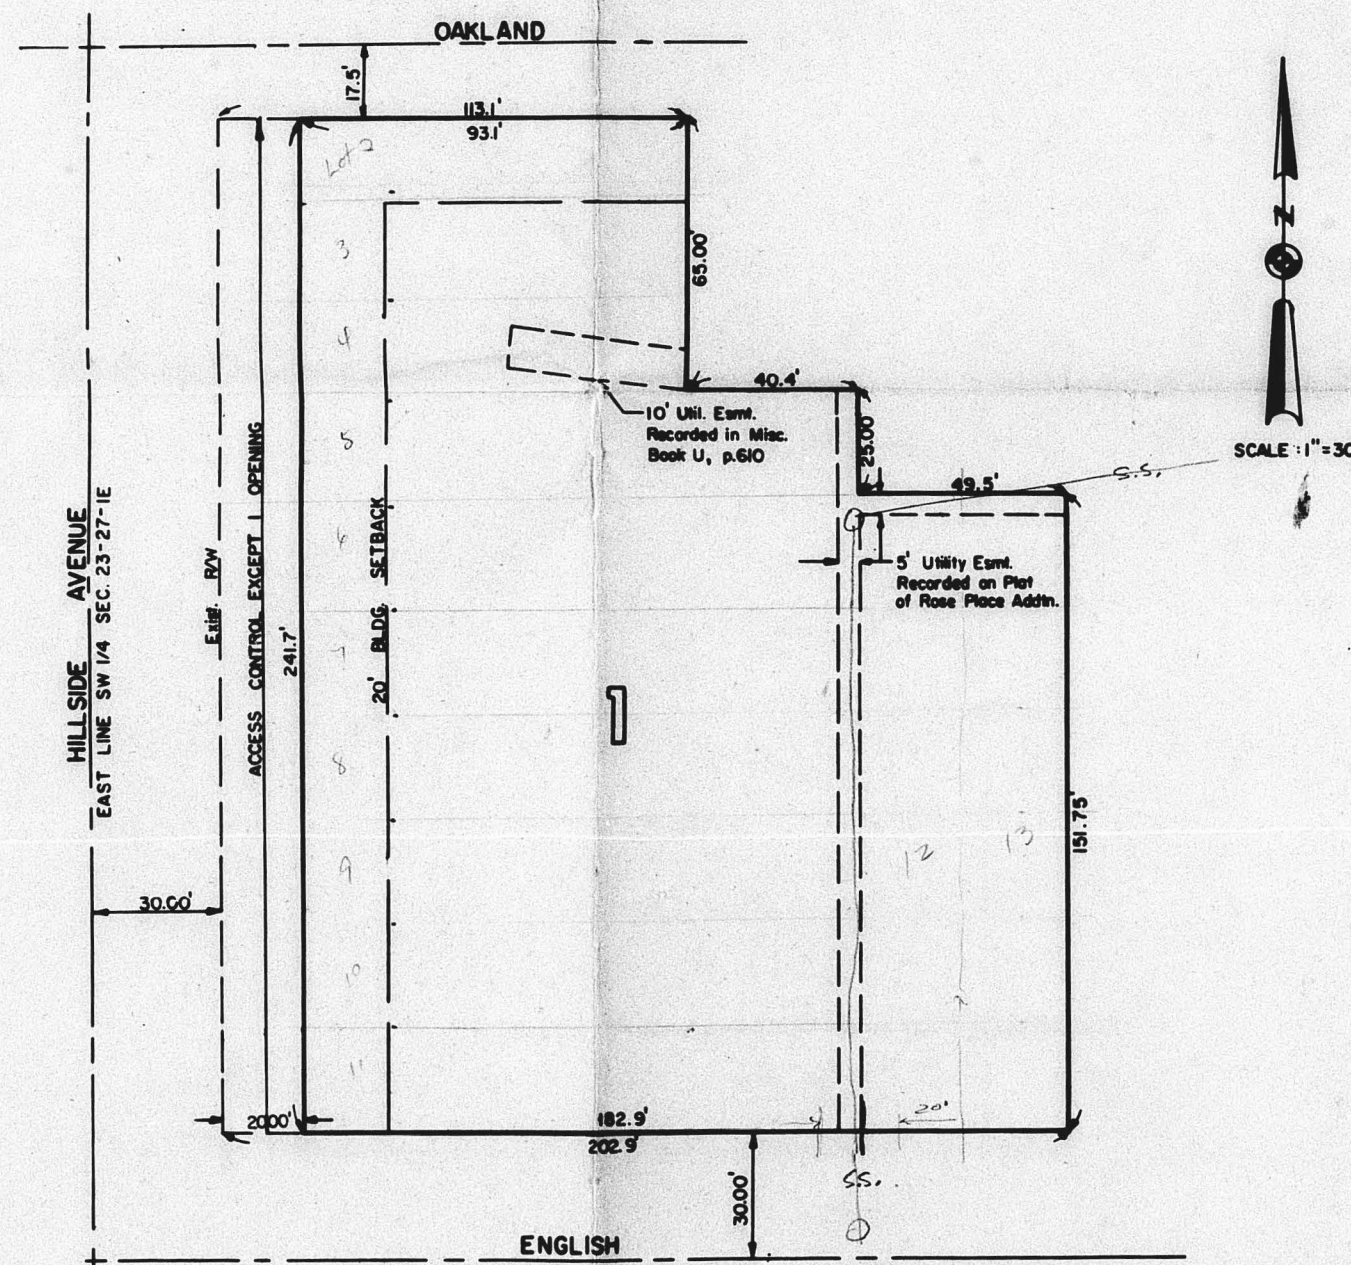 OAKLAND
17.5'
113.1'
93.1'
Lot 2
3
65.00'
N
4
40.4'
10' Util. Esmt.
Recorded in Misc.
Book U, p.610
25.00'
SCALE : 1" = 30
5
49.5'
S.S.
HILLSIDE AVENUE
EAST LINE SW 1/4 SEC. 23-27-1E
Exist. R/W
ACCESS CONTROL EXCEPT 1 OPENING
241.7'
20' BLDG. SETBACK
6
5' Utility Esmt.
Recorded on Plat
of Rose Place Addtn.
7
1
8
151.75'
12
13
9
30.00'
10
11
20.00'
182.9'
202.9'
20'
30.00'
S.S.
ENGLISH